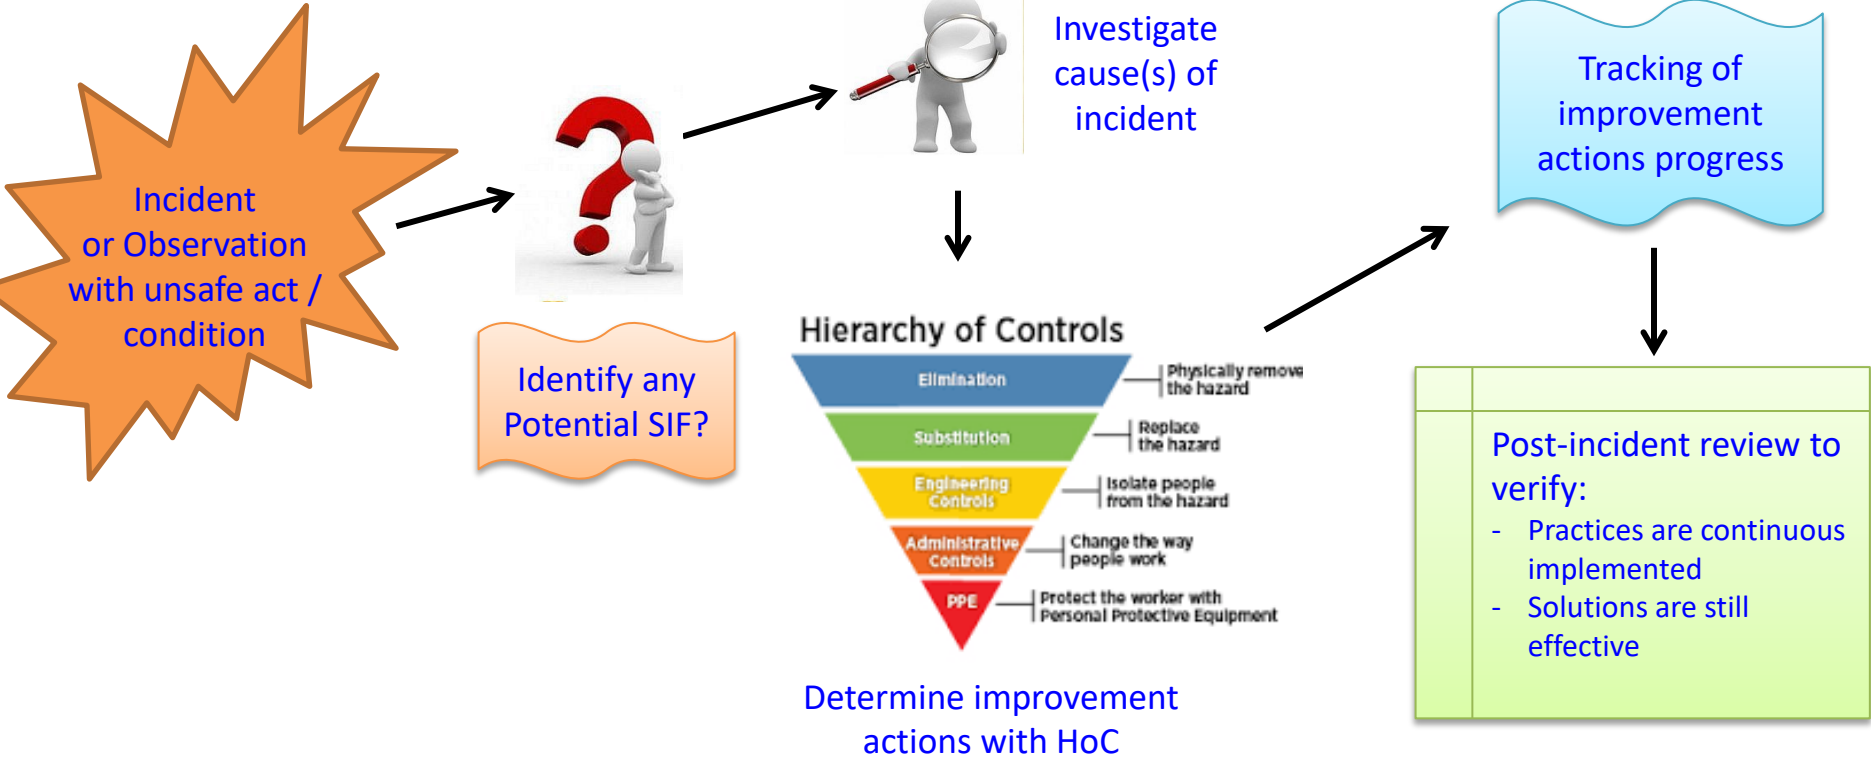 Incident
or Observation
with unsafe act /
condition
Identify any
Potential SIF?
Investigate
cause(s) of
incident
Hierarchy of Controls
Elimination
Physically remove
the hazard
Substitution
Replace
the hazard
Engineering
Controls
Isolate people
from the hazard
Administrative
Controls
Change the way
people work
PPE
Protect the worker with
Personal Protective Equipment
Determine improvement
actions with HoC
Tracking of
improvement
actions progress
Post-incident review to
verify:
- Practices are continuous
implemented
- Solutions are still
effective